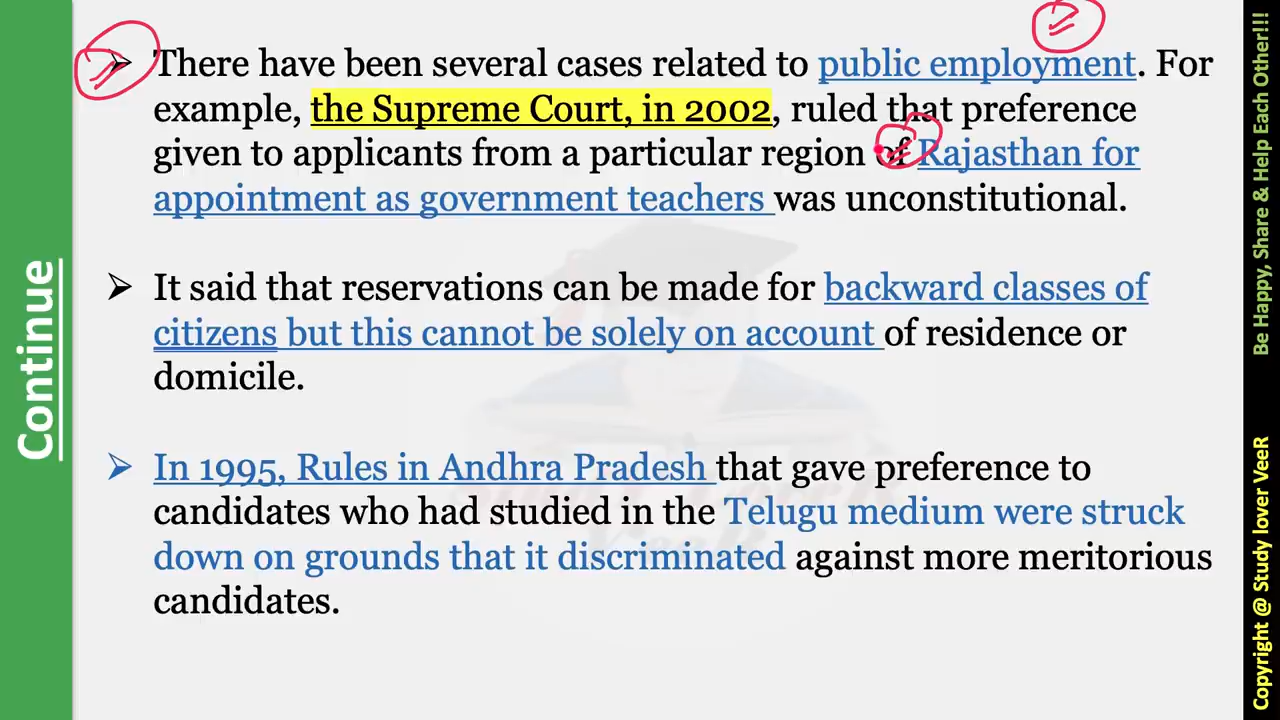 There have been several cases related to public employment. For
example, the Supreme Court, in 2002, ruled that preference
given to applicants from a particular region of Rajasthan for
appointment as government teachers was unconstitutional.
It said that reservations can be made for backward classes of
citizens but this cannot be solely on account of residence or
domicile.
In 1995, Rules in Andhra Pradesh that gave preference to
candidates who had studied in the Telugu medium were struck
down on grounds that it discriminated against more meritorious
candidates.
Continue
Copyright @ Study lover VeeR Be Happy, Share & Help Each Other!!!